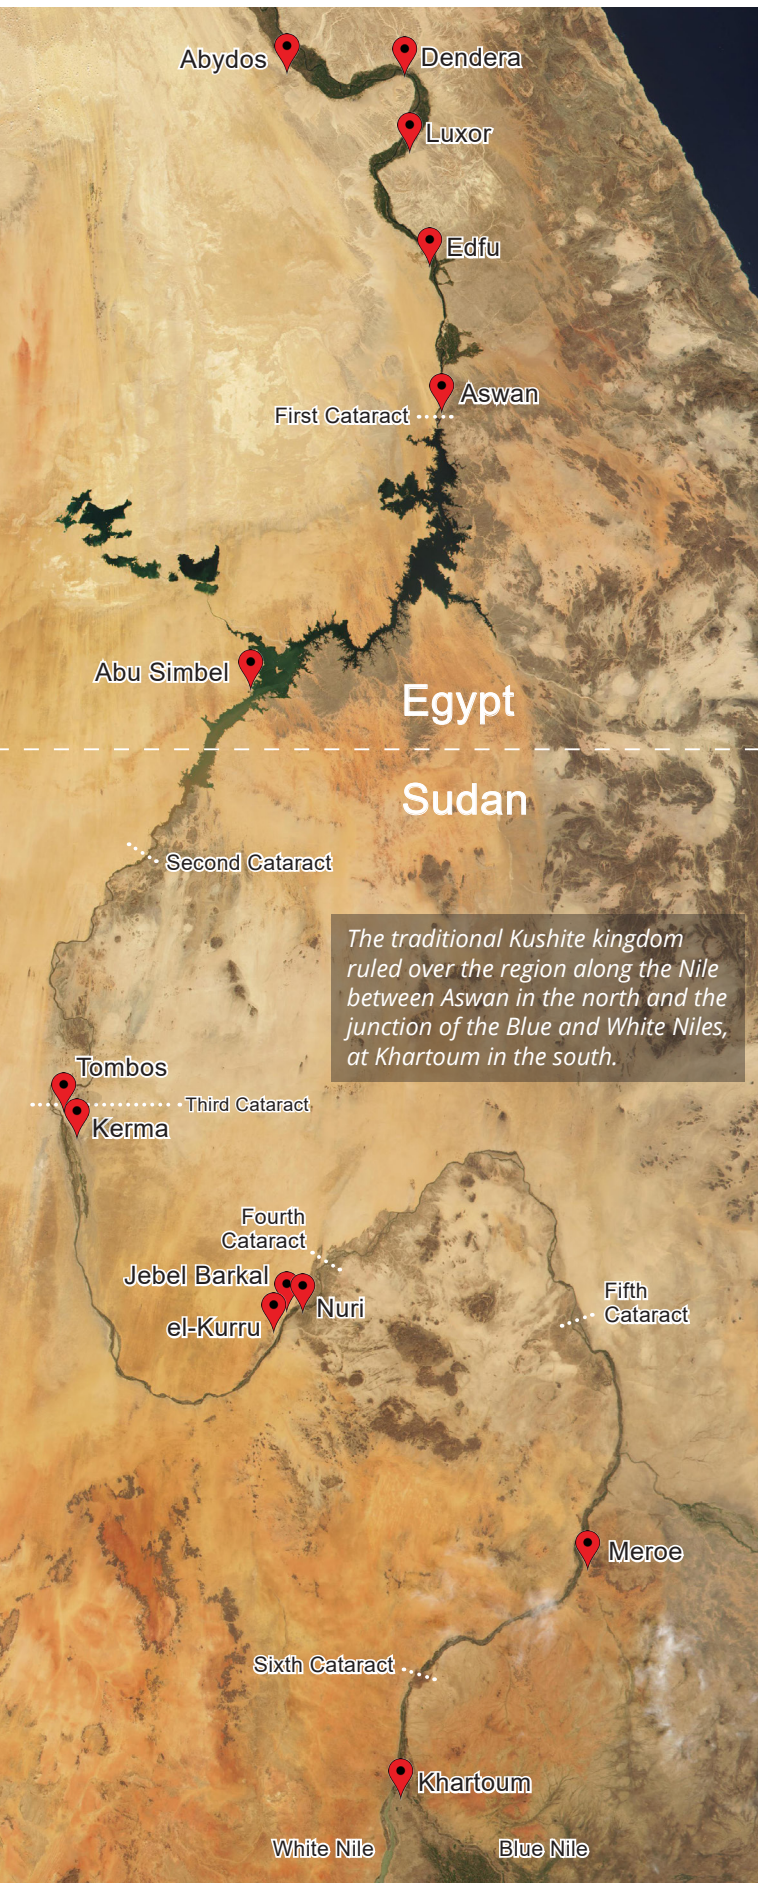 Abydos
Dendera
Luxor
Edfu
Aswan
First Cataract
Abu Simbel
Egypt
Sudan
Second Cataract
The traditional Kushite kingdom
ruled over the region along the Nile
between Aswan in the north and the
junction of the Blue and White Niles,
at Khartoum in the south.
Tombos
Third Cataract
Kerma
Fourth
Cataract
Jebel Barkal
Nuri
el-Kurru
Fifth
Cataract
Meroe
Sixth Cataract
Khartoum
White Nile
Blue Nile